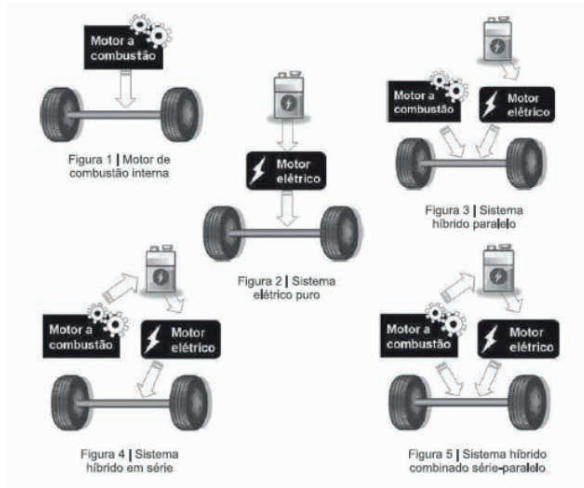 Motor a
combustão
Figura 1 | Motor de
combustão interna
Motor
elétrico
Figura 2 | Sistema
elétrico puro
Motor a
combustão
Motor
elétrico
Figura 3 | Sistema
híbrido paralelo
Motor a
combustão
Motor
elétrico
Figura 4 | Sistema
híbrido em série
Motor a
combustão
Motor
elétrico
Figura 5 | Sistema híbrido
combinado série-paralelo